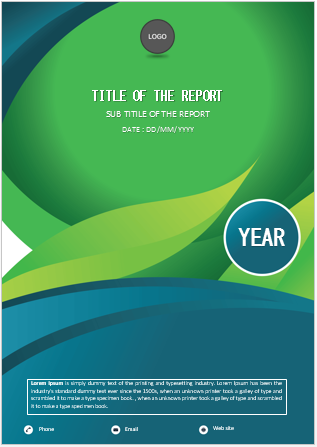 LOGO
TITLE OF THE REPORT
SUB TITILE OF THE REPORT
DATE : DD/MM/YYYY
YEAR
Lorem Ipsum is simply dummy text of the printing and typesetting industry. Lorem Ipsum has been the
industry's standard dummy text ever since the 1500s, when an unknown printer took a galley of type and
scrambled it to make a type specimen book. , when an unknown printer took a galley of type and scrambled
it to make a type specimen book.
Phone
Email
Web site